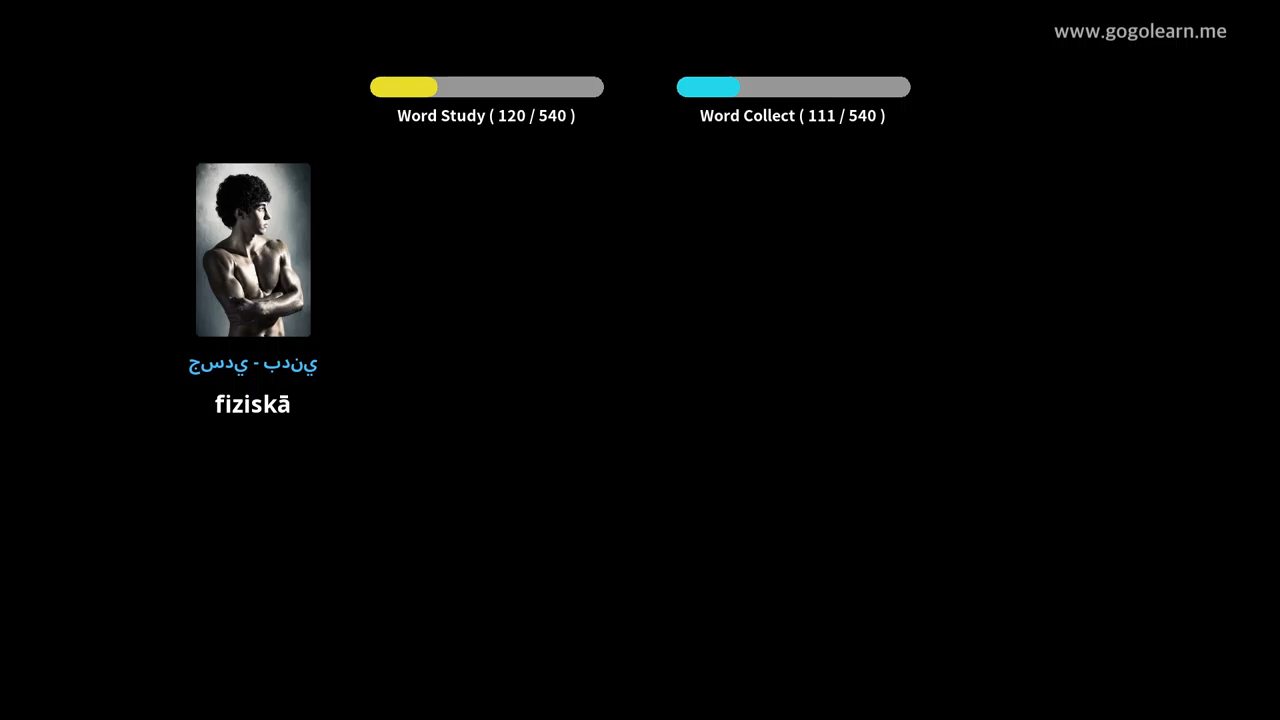 www.gogolearn.me
Word Study ( 120 / 540 )
Word Collect ( 111 / 540 )
جسدي - بدني
fiziskā